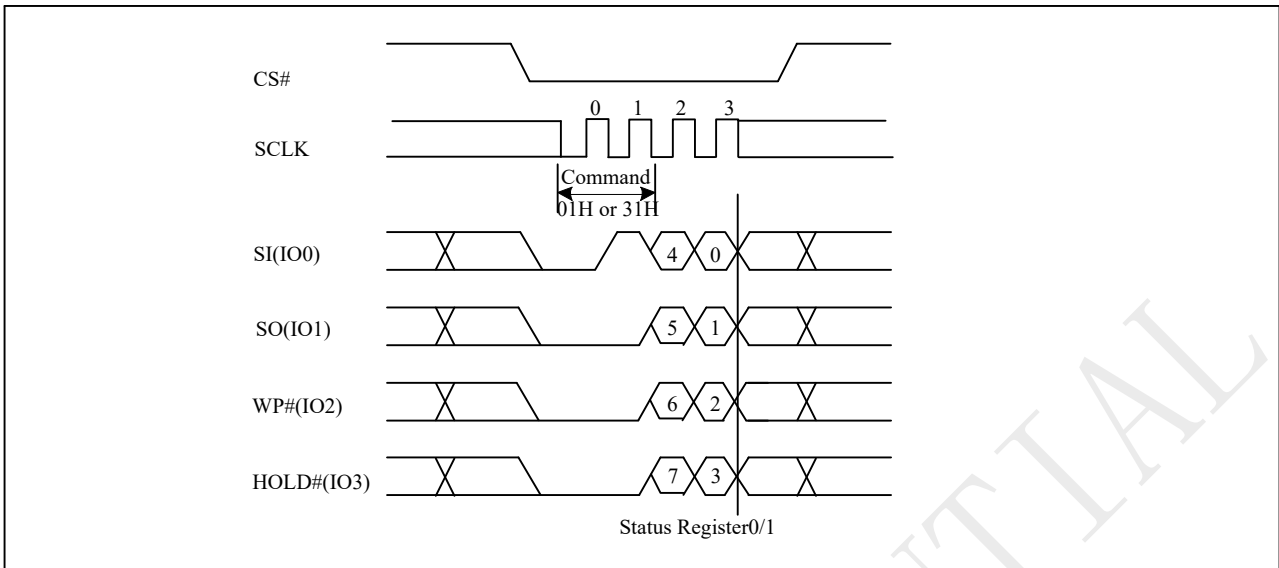 CS#
0 1 2 3
SCLK
Command
01H or 31H
SI(IO0)
4 0
SO(IO1)
5 1
WP#(IO2)
6 2
HOLD#(IO3)
7 3
Status Register0/1
NTIAL